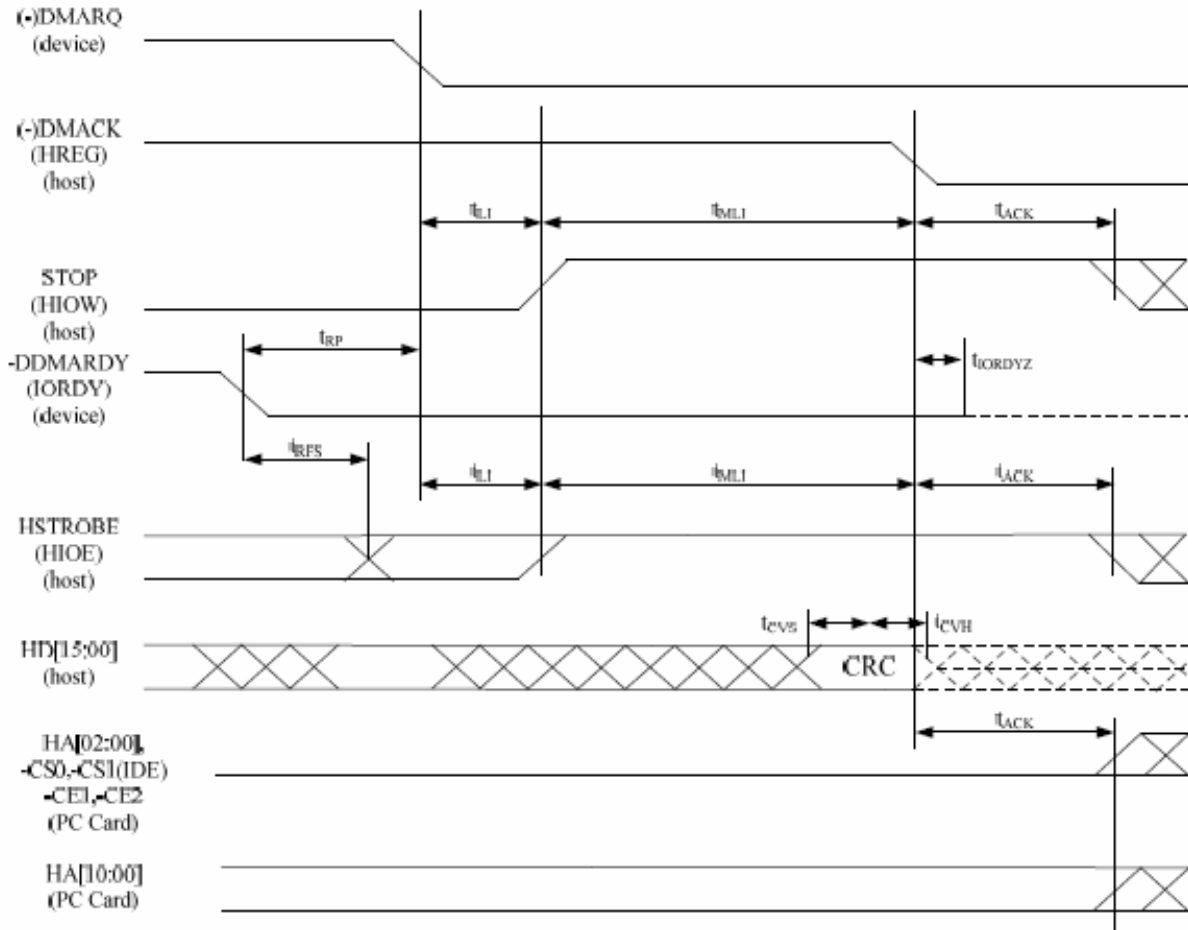 (-)DMARQ
(device)
(-)DMACK
(HREG)
(host)
tLI
tMLI
tACK
STOP
(HIOW)
(host)
tRP
-DDMARDY
(IORDY)
(device)
tIORDYZ
tRFS
tLI
tMLI
tACK
HSTROBE
(HIOE)
(host)
tCVS
tCVH
HD[15:00]
(host)
CRC
tACK
HA[02:00],
-CS0,-CS1(IDE)
-CE1,-CE2
(PC Card)
HA[10:00]
(PC Card)